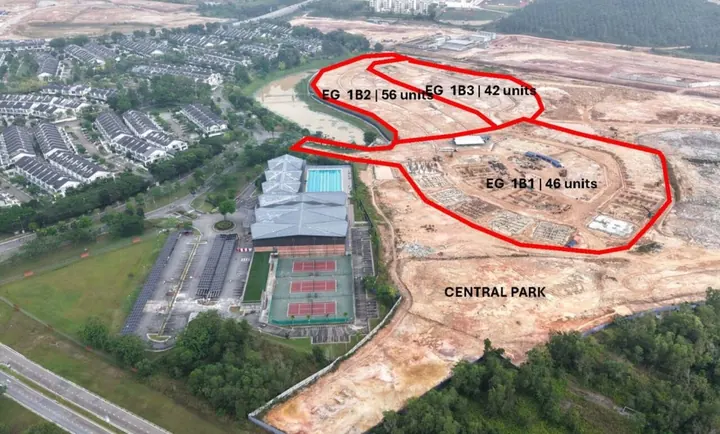 EG 1B2 | 56 units
EG 1B3 | 42 units
EG 1B1 | 46 units
CENTRAL PARK